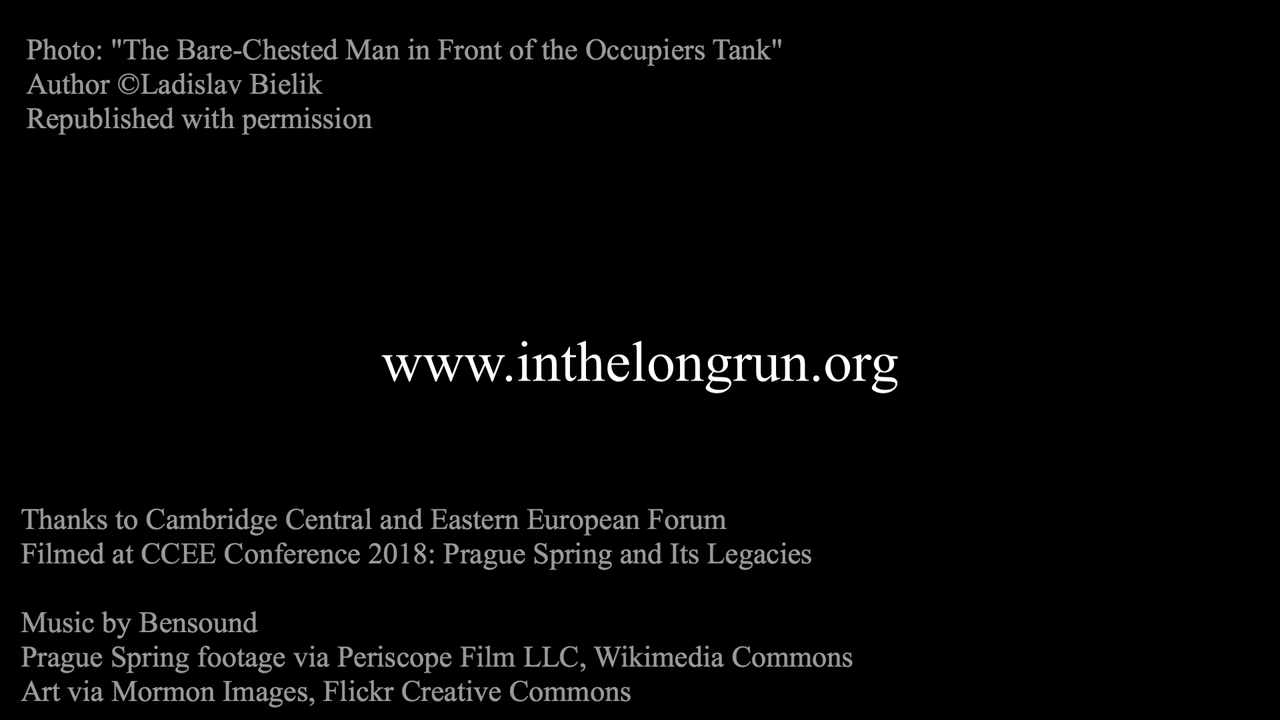 Photo: "The Bare-Chested Man in Front of the Occupiers Tank"
Author ©Ladislav Bielik
Republished with permission
www.inthelongrun.org
Thanks to Cambridge Central and Eastern European Forum
Filmed at CCEE Conference 2018: Prague Spring and Its Legacies
Music by Bensound
Prague Spring footage via Periscope Film LLC, Wikimedia Commons
Art via Mormon Images, Flickr Creative Commons